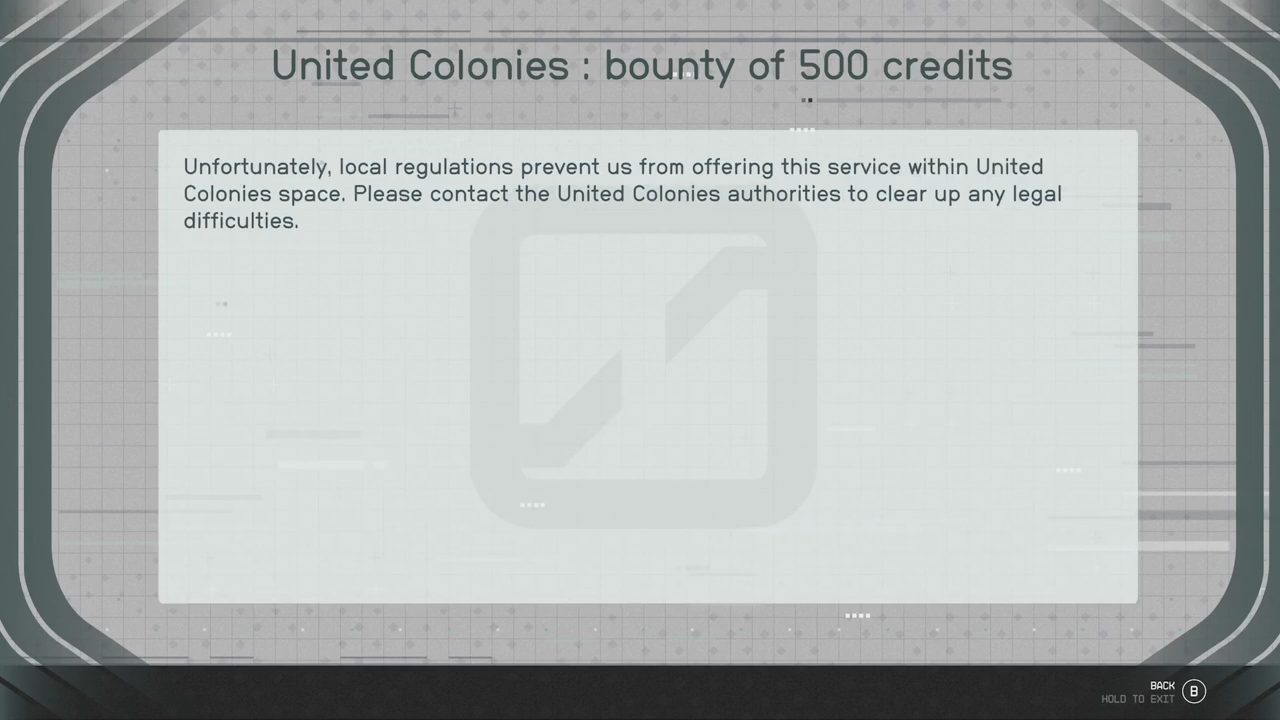 United Colonies : bounty of 500 credits
Unfortunately, local regulations prevent us from offering this service within United
Colonies space. Please contact the United Colonies authorities to clear up any legal
difficulties.
BACK
HOLD TO EXIT
B